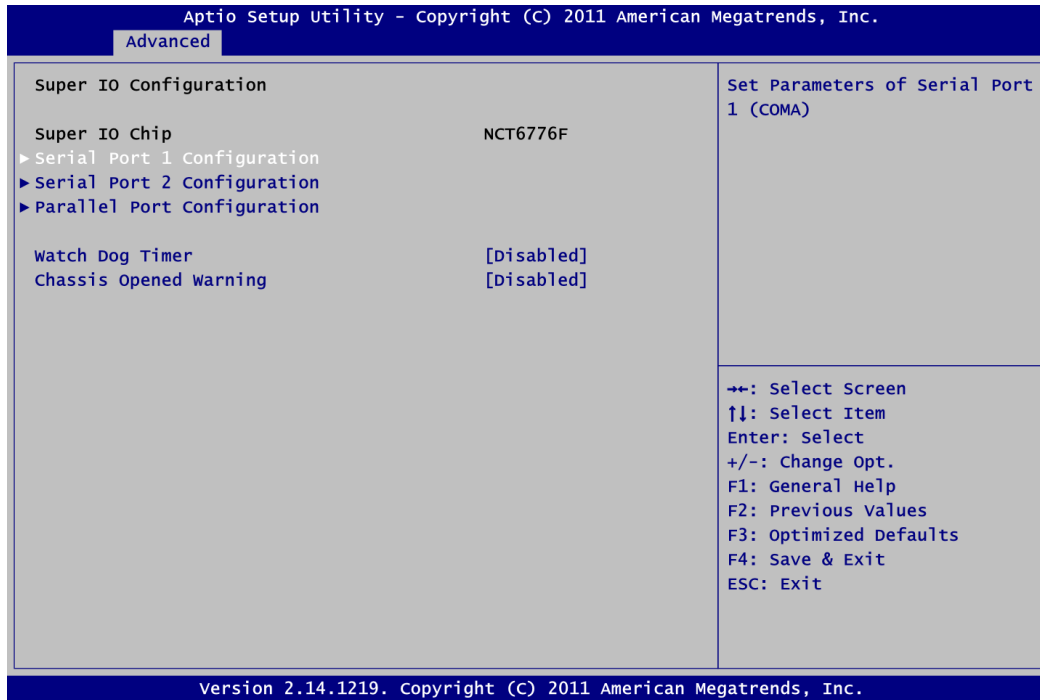 Aptio Setup Utility - Copyright (C) 2011 American Megatrends, Inc.
Advanced
Super IO Configuration
Super IO Chip NCT6776F
▶ Serial Port 1 Configuration
▶ Serial Port 2 Configuration
▶ Parallel Port Configuration
Watch Dog Timer [Disabled]
Chassis Opened Warning [Disabled]
Set Parameters of Serial Port
1 (COMA)
→←: Select Screen
↑↓: Select Item
Enter: Select
+/-: Change Opt.
F1: General Help
F2: Previous Values
F3: Optimized Defaults
F4: Save & Exit
ESC: Exit
Version 2.14.1219. Copyright (C) 2011 American Megatrends, Inc.